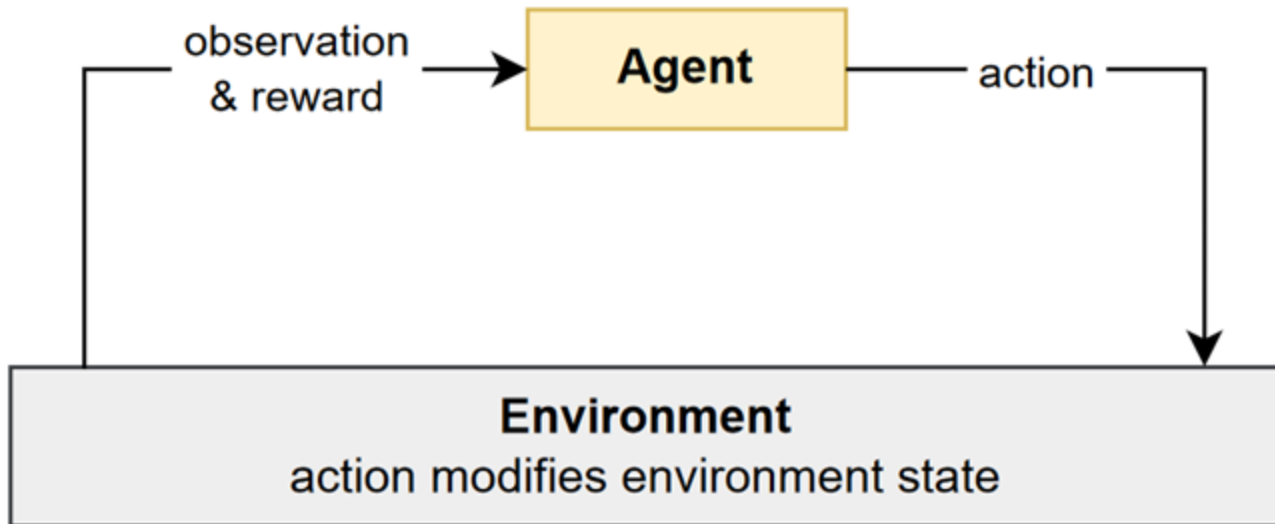 observation
& reward
Agent
action
Environment
action modifies environment state